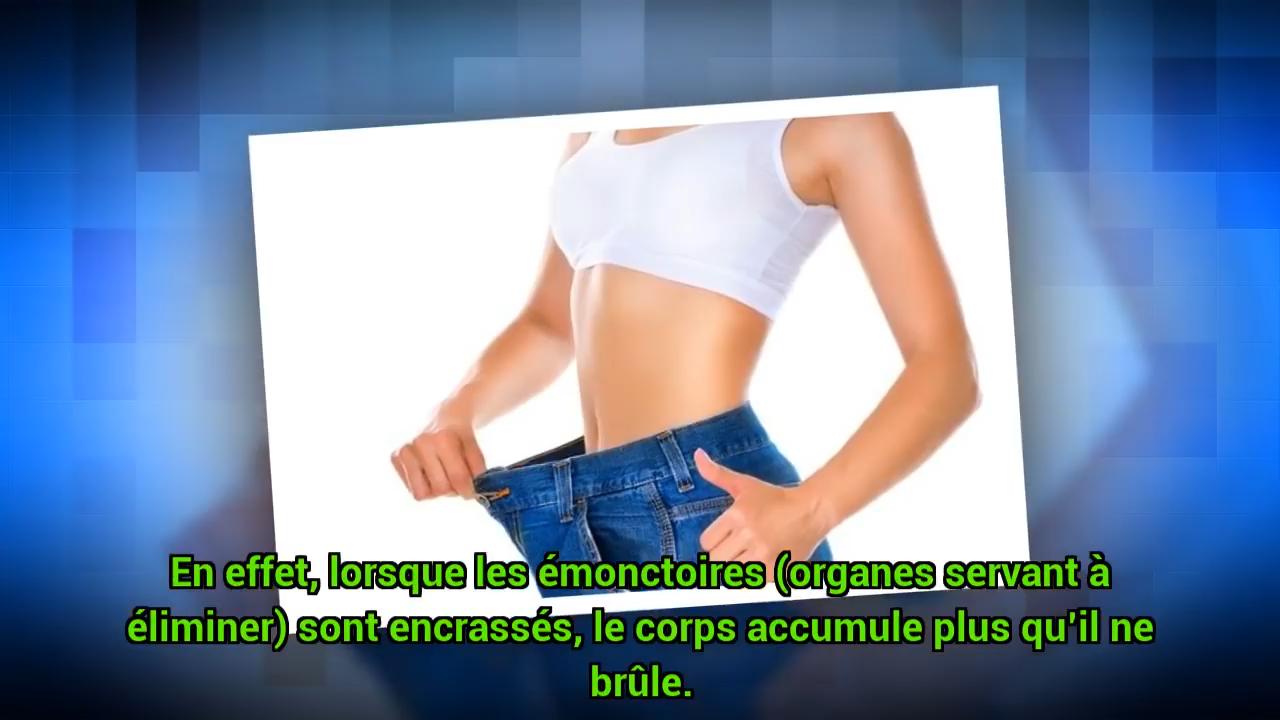 En effet, lorsque les émonctoires (organes servant à
éliminer) sont encrassés, le corps accumule plus qu'il ne
brûle.